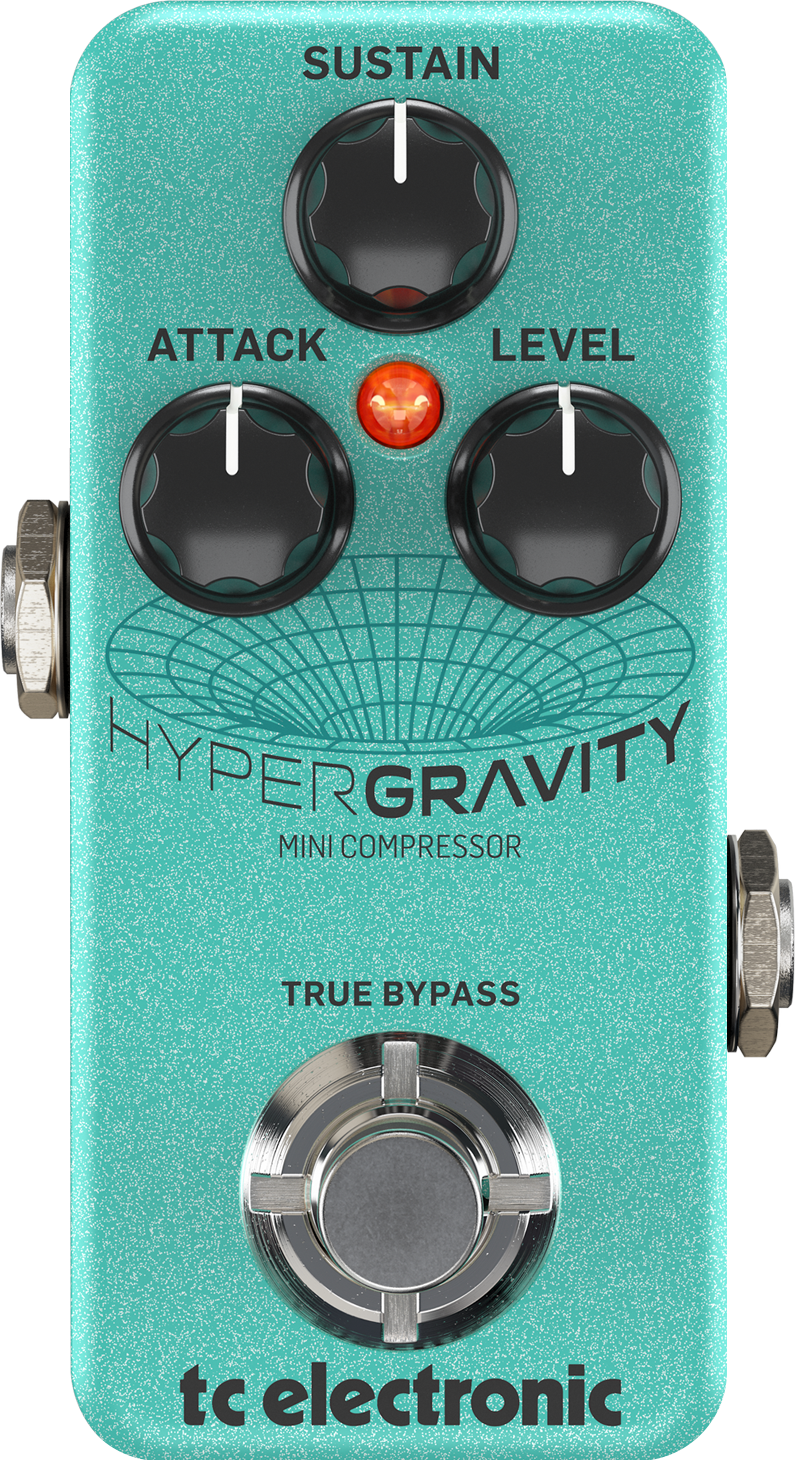 SUSTAIN
ATTACK LEVEL
HYPERGRAVITY
MINI COMPRESSOR
TRUE BYPASS
tc electronic